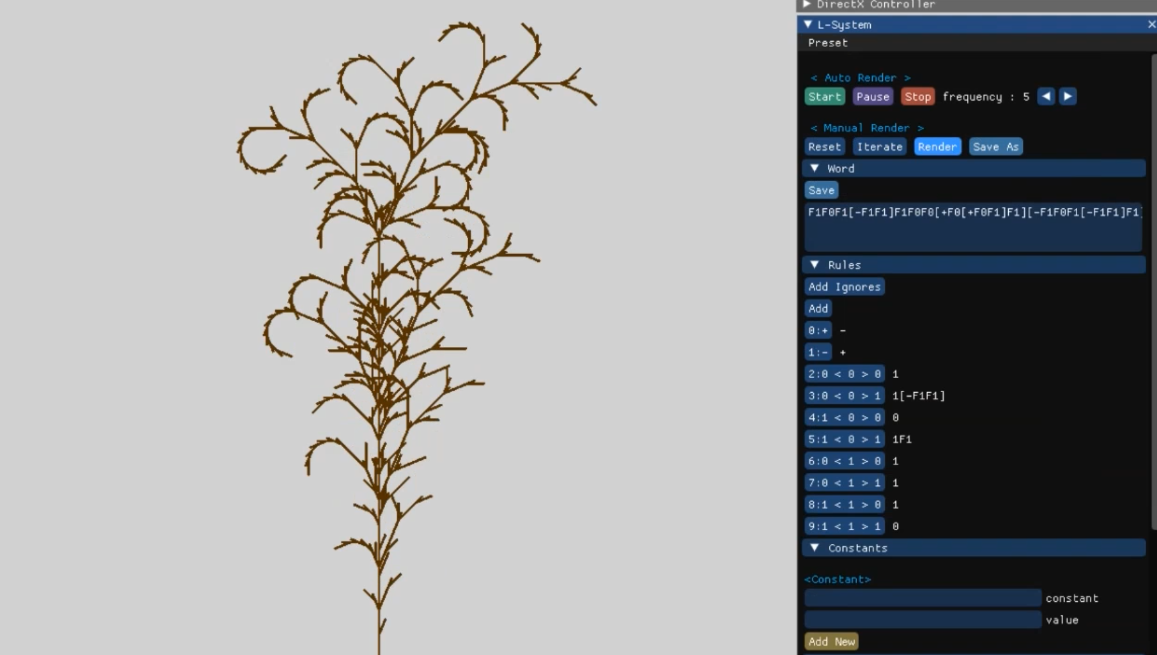 ▶ DirectX Controller
▼ L-System ×
Preset
< Auto Render >
Start Pause Stop frequency : 5 ◀ ▶
< Manual Render >
Reset Iterate Render Save As
▼ Word
Save
F1F0F1[-F1F1]F1F0F0[+F0[+F0F1]F1][-F1F0F1[-F1F1]F1
▼ Rules
Add Ignores
Add
0:+ -
1:- +
2:0 < 0 > 0 1
3:0 < 0 > 1 1[-F1F1]
4:1 < 0 > 0 0
5:1 < 0 > 1 1F1
6:0 < 1 > 0 1
7:0 < 1 > 1 1
8:1 < 1 > 0 1
9:1 < 1 > 1 0
▼ Constants
<Constant>
constant
value
Add New